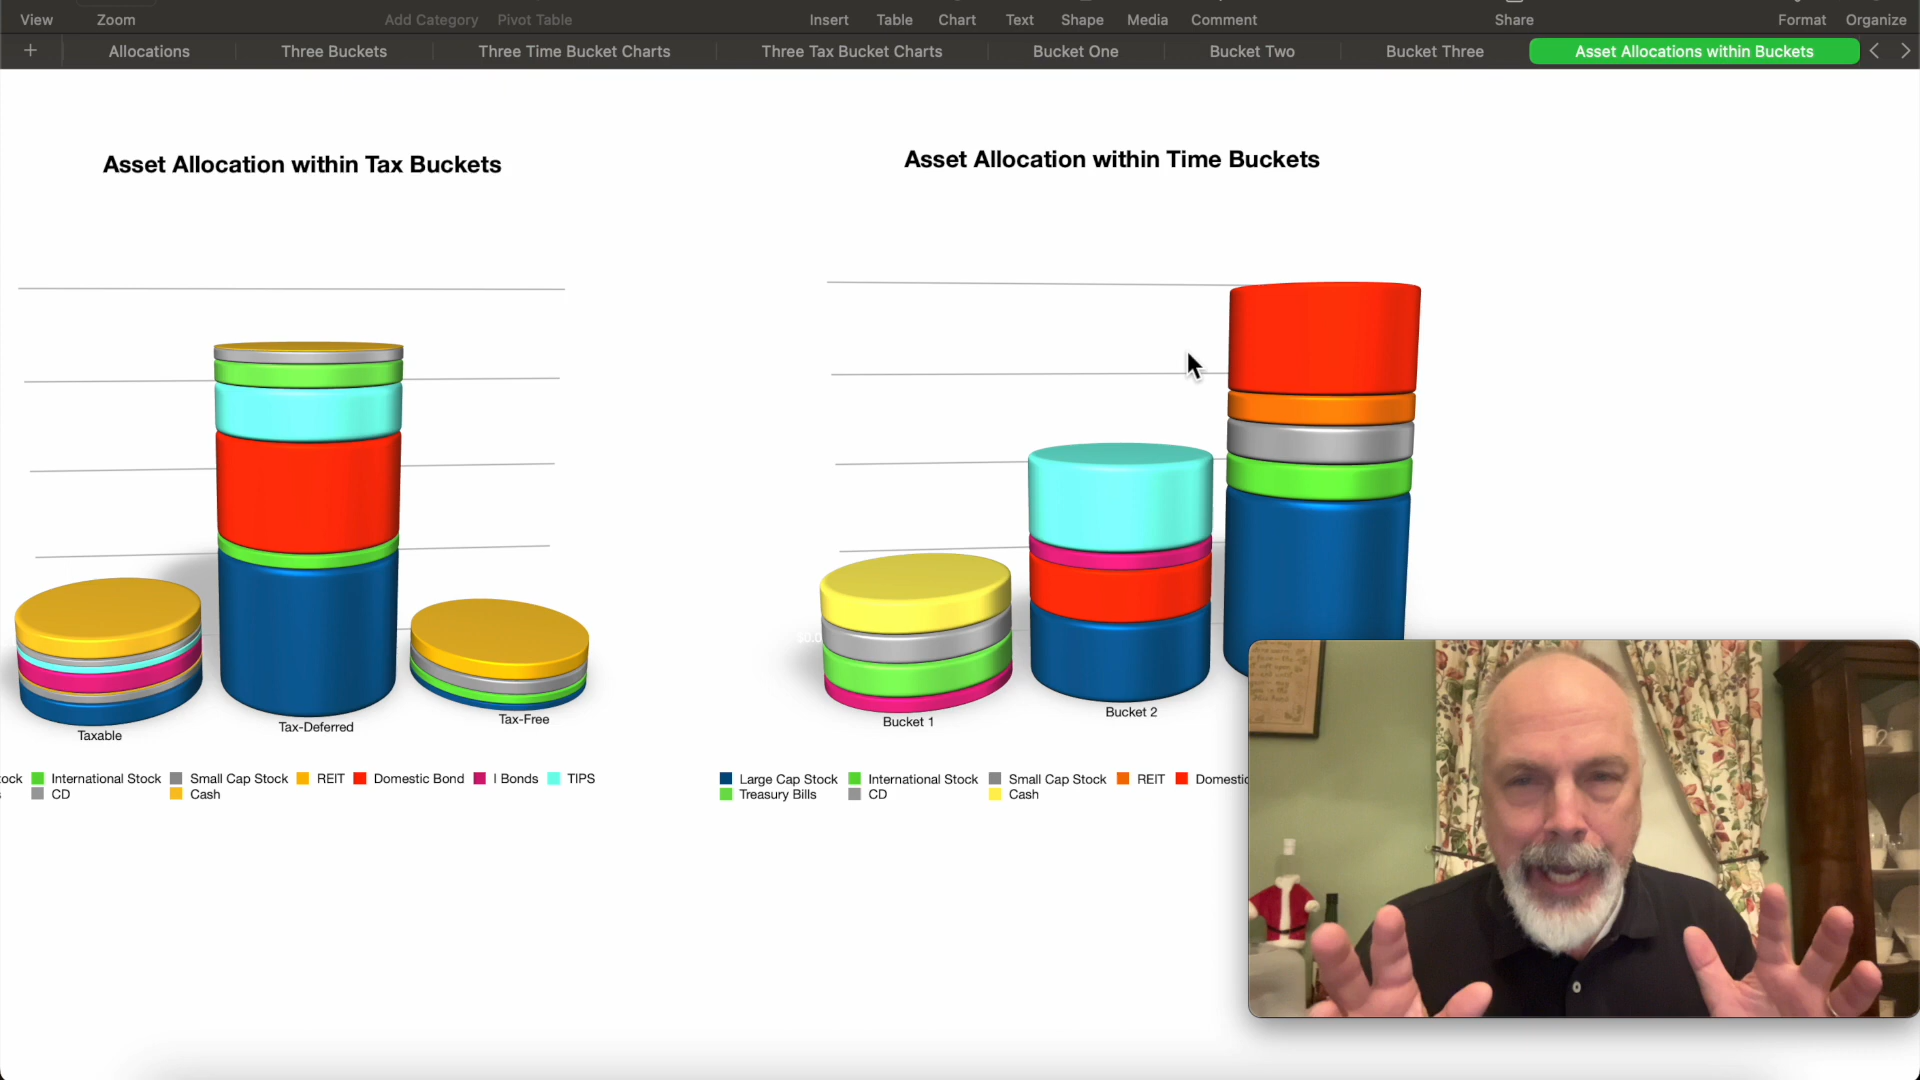 View Zoom Add Category Pivot Table Insert Table Chart Text Shape Media Comment Share Format Organize
+ Allocations Three Buckets Three Time Bucket Charts Three Tax Bucket Charts Bucket One Bucket Two Bucket Three Asset Allocations within Buckets
Asset Allocation within Tax Buckets
Taxable
Tax-Deferred
Tax-Free
ock International Stock Small Cap Stock REIT Domestic Bond I Bonds TIPS
CD Cash
Asset Allocation within Time Buckets
Bucket 1
Bucket 2
Large Cap Stock International Stock Small Cap Stock REIT Domestic
Treasury Bills CD Cash